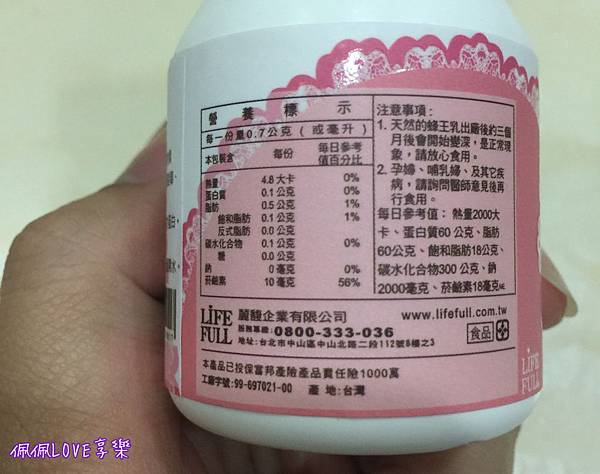 營養標示
每一份量0.7公克(或毫升)
本包裝含 每份 每日參考值百分比
熱量 4.8大卡 0%
蛋白質 0.1公克 0%
脂肪 0.5公克 1%
飽和脂肪 0.1公克 1%
反式脂肪 0.0公克
碳水化合物 0.1公克 0%
糖 0.0公克
鈉 0毫克 0%
菸鹼素 10毫克 56%
注意事項:
1. 天然的蜂王乳出廠後約三個
月後會開始變深,是正常現
象,請放心食用。
2. 孕婦、哺乳婦、及其它疾
病,請詢問醫師意見後再
行食用。
每日參考值: 熱量2000大
卡、蛋白質60公克、脂肪
60公克、飽和脂肪18公克、
碳水化合物300公克、鈉
2000毫克、菸鹼素18毫克NE
LiFE
FULL
麗馥企業有限公司
服務專線:0800-333-036
地址:台北市中山區中山北路二段112號8樓之3
www.lifefull.com.tw
食品
本產品已投保富邦產險產品責任險1000萬
工廠字號:99-697021-00 產地:台灣
LiFE
FULL
佩佩LOVE享樂